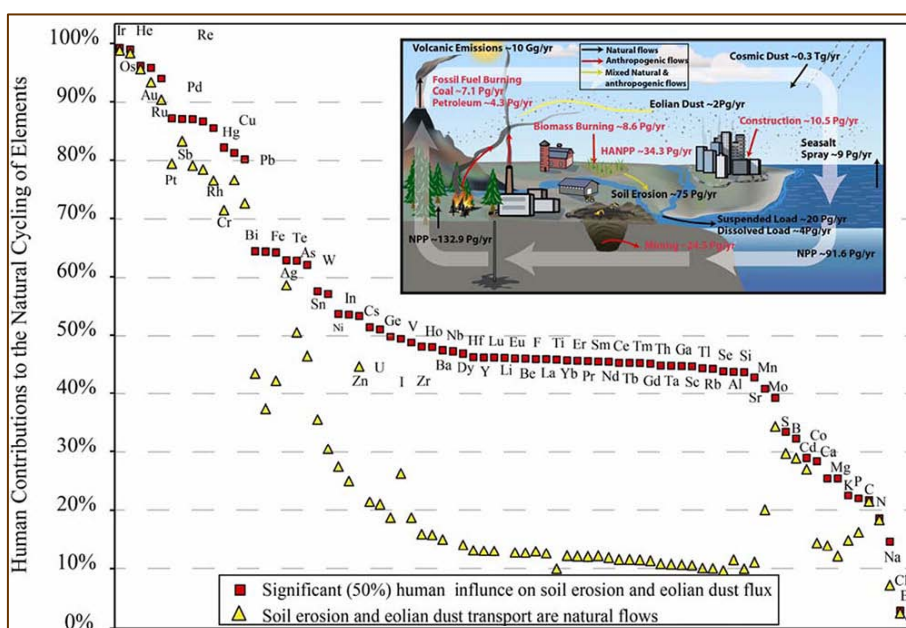 Human Contributions to the Natural Cycling of Elements
100%
90%
80%
70%
60%
50%
40%
30%
20%
10%
0%
Ir He Re
Os
Au Pd
Ru Cu
Hg
Sb Pb
Pt Rh
Cr
Bi Fe Te
As W
Ag
Sn In
Ni Cs Ge V Ho Nb Hf Lu Eu F Ti Er Sm Ce Tm Th Ga Tl Se Si
Zn U I Zr Ba Dy Y Li Be La Yb Pr Nd Tb Gd Ta Sc Rb Al Sr
Mn
Mo
S B Co
Cd Ca
Mg
K P C
N
Na
Volcanic Emissions ~10 Gg/yr
Natural flows
Anthropogenic flows
Mixed Natural &
anthropogenic flows
Cosmic Dust ~0.3 Tg/yr
Fossil Fuel Burning
Coal ~7.1 Pg/yr
Petroleum ~4.3 Pg/yr
Eolian Dust ~2Pg/yr
Biomass Burning ~8.6 Pg/yr
Construction ~10.5 Pg/yr
HANPP ~34.3 Pg/yr
Seasalt
Spray ~9 Pg/yr
Soil Erosion ~75 Pg/yr
Suspended Load ~20 Pg/yr
Dissolved Load ~4Pg/yr
NPP ~132.9 Pg/yr
Mining ~24.5 Pg/yr
NPP ~91.6 Pg/yr
Significant (50%) human influnce on soil erosion and eolian dust flux
Soil erosion and eolian dust transport are natural flows